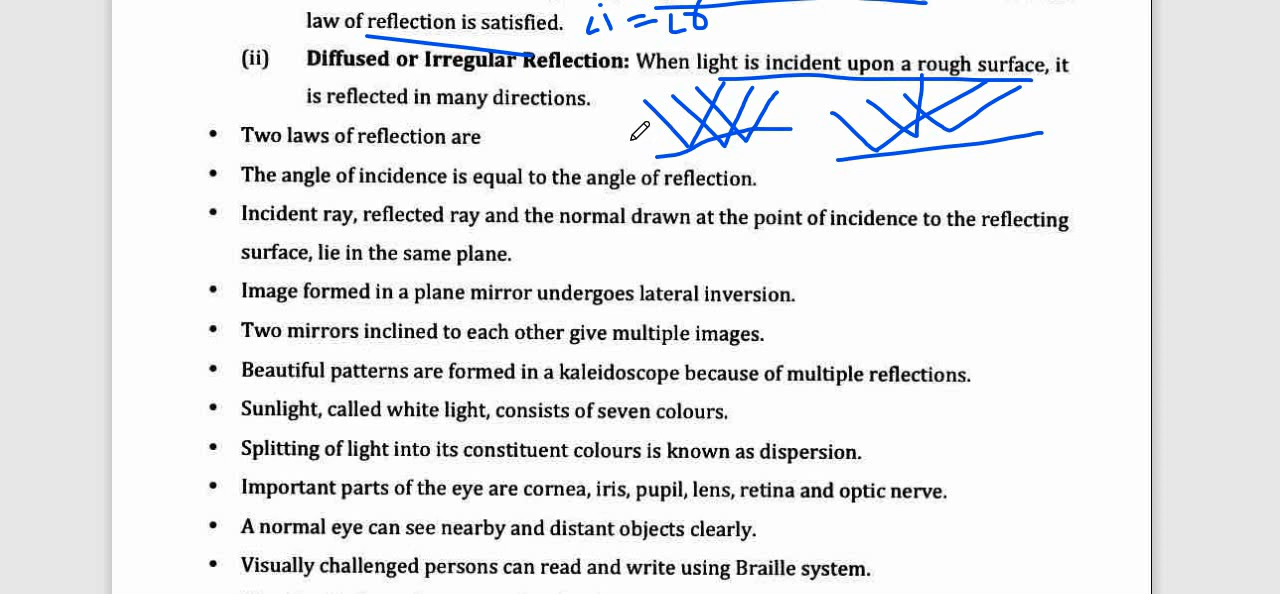 law of reflection is satisfied. ∠i = ∠r
(ii) Diffused or Irregular Reflection: When light is incident upon a rough surface, it
is reflected in many directions.
• Two laws of reflection are
• The angle of incidence is equal to the angle of reflection.
• Incident ray, reflected ray and the normal drawn at the point of incidence to the reflecting
surface, lie in the same plane.
• Image formed in a plane mirror undergoes lateral inversion.
• Two mirrors inclined to each other give multiple images.
• Beautiful patterns are formed in a kaleidoscope because of multiple reflections.
• Sunlight, called white light, consists of seven colours.
• Splitting of light into its constituent colours is known as dispersion.
• Important parts of the eye are cornea, iris, pupil, lens, retina and optic nerve.
• A normal eye can see nearby and distant objects clearly.
• Visually challenged persons can read and write using Braille system.